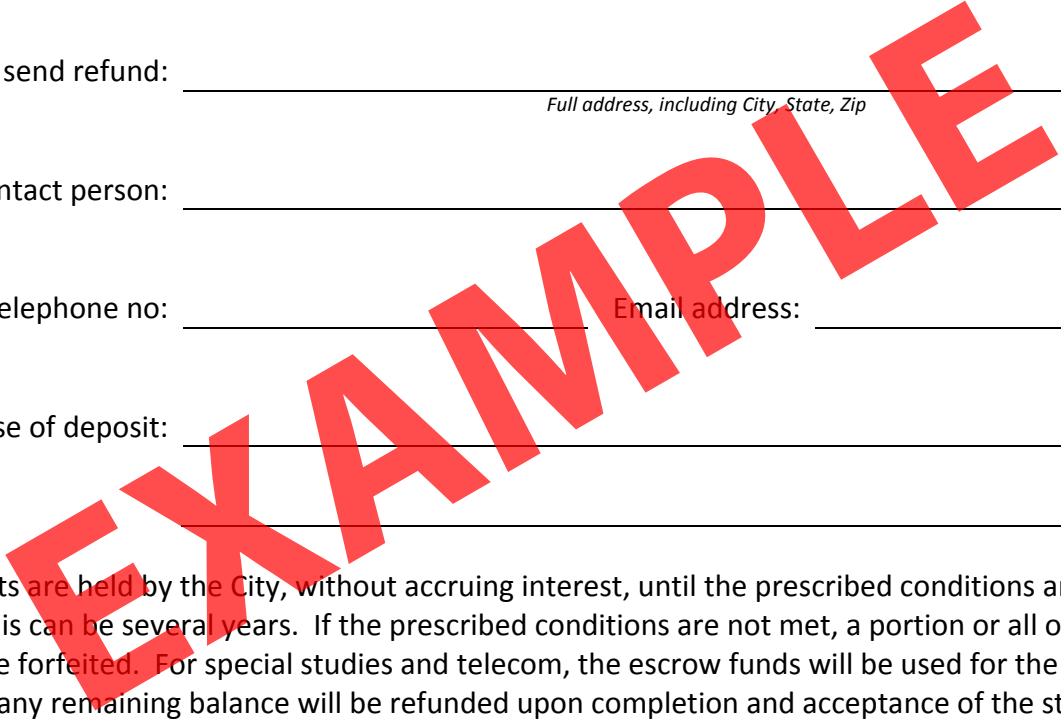 send refund:
Full address, including City, State, Zip
ntact person:
elephone no: Email address:
se of deposit:
EXAMPLE
ts are held by the City, without accruing interest, until the prescribed conditions ar
is can be several years. If the prescribed conditions are not met, a portion or all o
e forfeited. For special studies and telecom, the escrow funds will be used for the
any remaining balance will be refunded upon completion and acceptance of the st